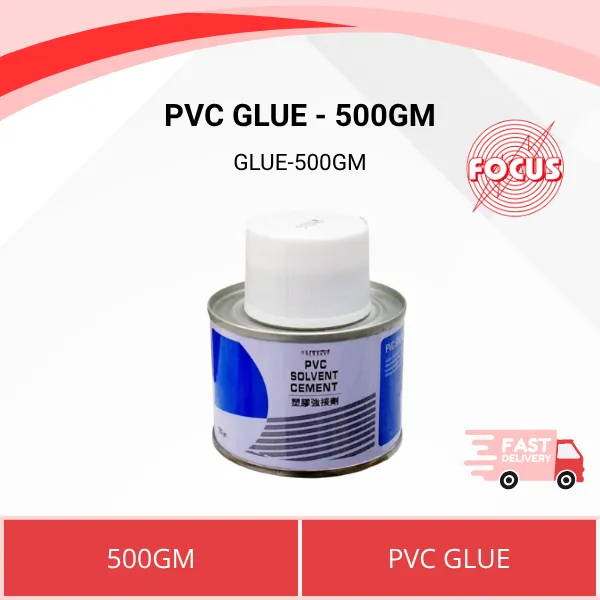 PVC GLUE - 500GM
GLUE-500GM
FOCUS
PVC
SOLVENT
CEMENT
塑膠強接劑
FAST
DELIVERY
500GM
PVC GLUE